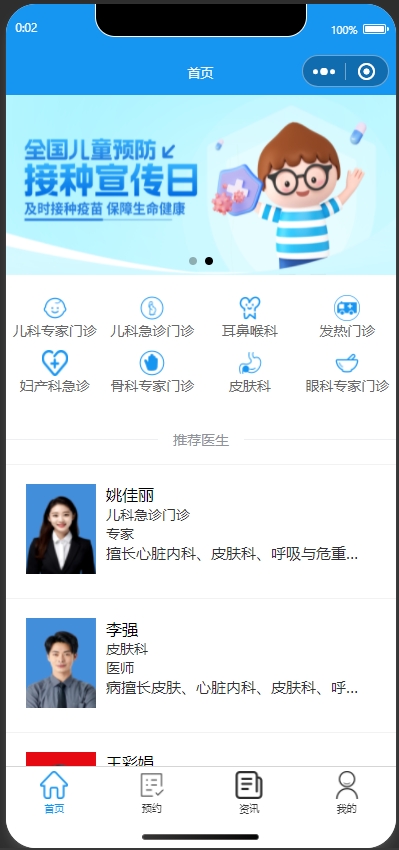 0:02
100%
首页
全国儿童预防
接种宣传日
及时接种疫苗 保障生命健康
儿科专家门诊
儿科急诊门诊
耳鼻喉科
发热门诊
妇产科急诊
骨科专家门诊
皮肤科
眼科专家门诊
推荐医生
姚佳丽
儿科急诊门诊
专家
擅长心脏内科、皮肤科、呼吸与危重...
李强
皮肤科
医师
病擅长皮肤、心脏内科、皮肤科、呼...
王彩娟
首页
预约
资讯
我的